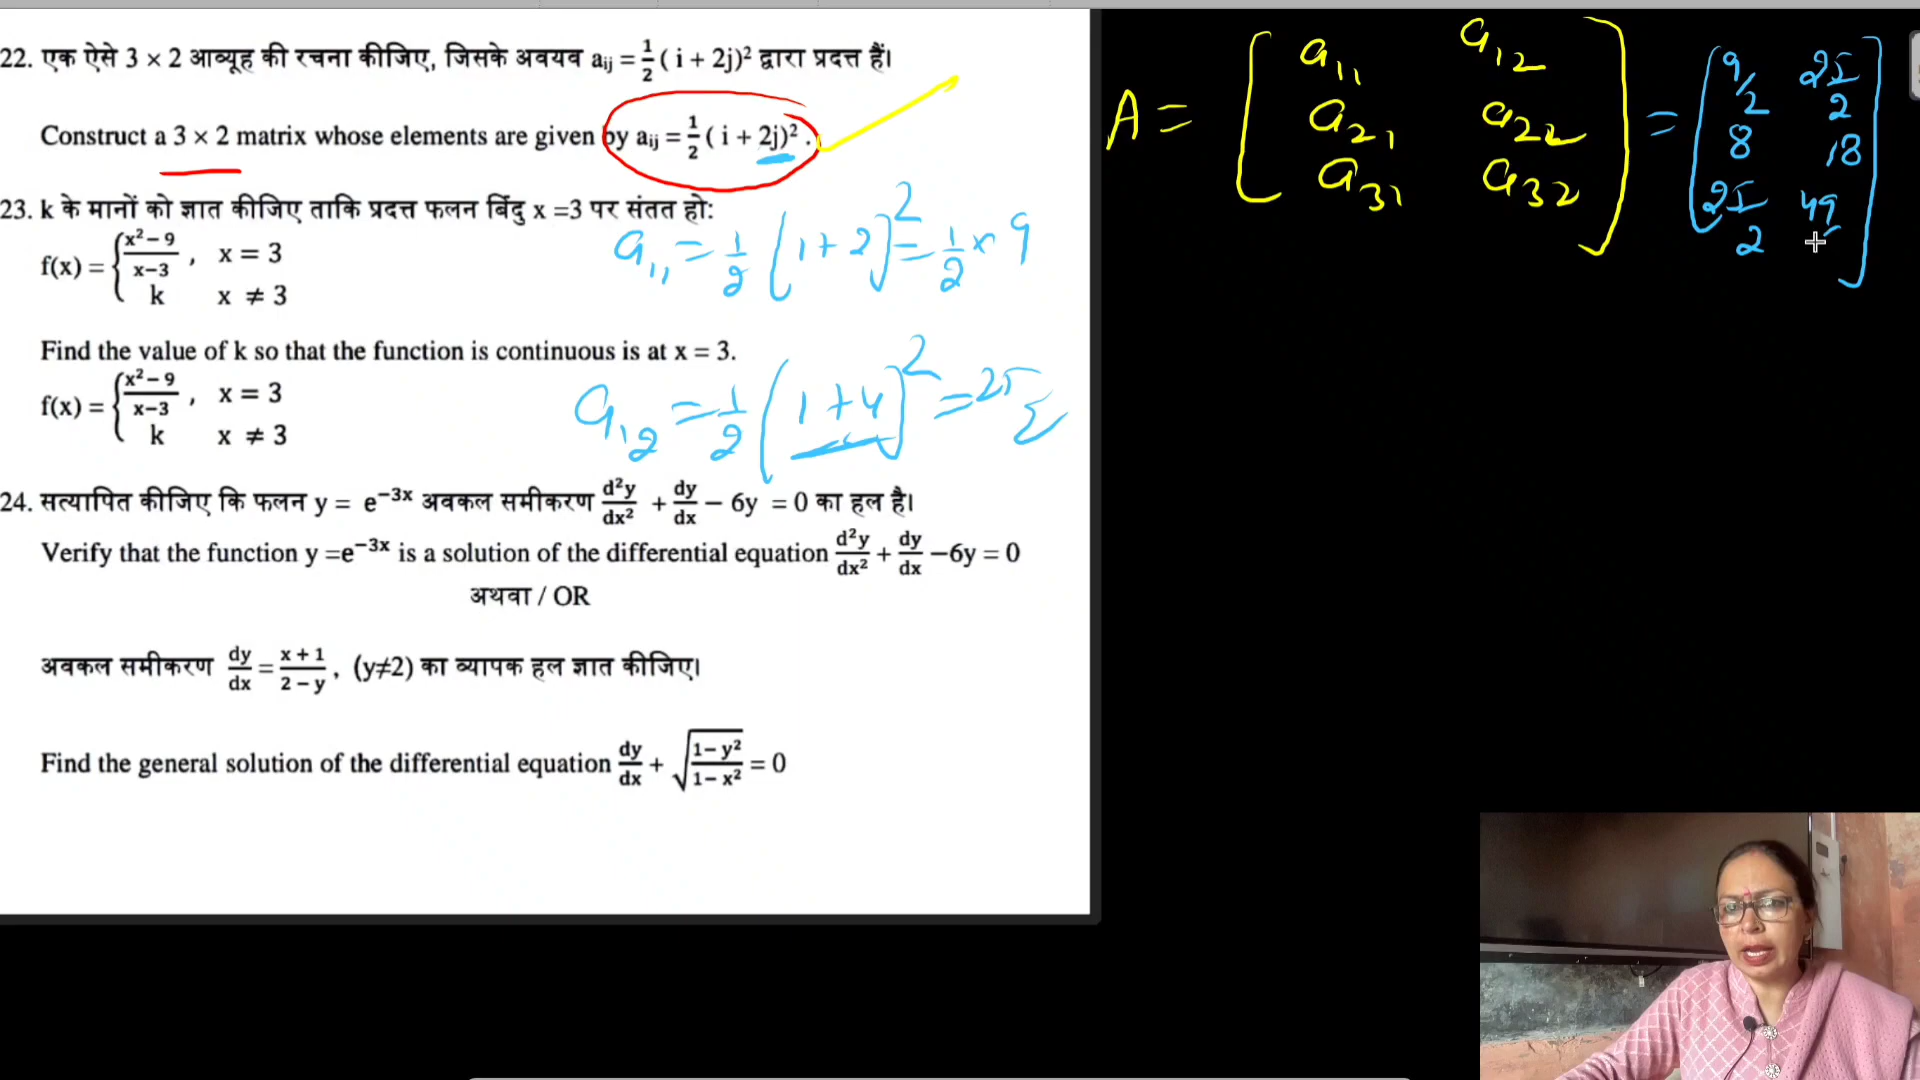 22. एक ऐसे 3 × 2 आव्यूह की रचना कीजिए, जिसके अवयव aᵢⱼ = 1/2 ( i + 2j)² द्वारा प्रदत्त हैं।
Construct a 3 × 2 matrix whose elements are given by aᵢⱼ = 1/2 ( i + 2j)² .
23. k के मानों को ज्ञात कीजिए ताकि प्रदत्त फलन बिंदु x =3 पर संतत हो:
f(x) = { (x² – 9)/(x–3) , x = 3
k x ≠ 3
a₁₁ = 1/2 [1+2]² = 1/2 × 9
Find the value of k so that the function is continuous is at x = 3.
f(x) = { (x² – 9)/(x–3) , x = 3
k x ≠ 3
a₁₂ = 1/2 (1+4)² = 25/2
24. सत्यापित कीजिए कि फलन y = e⁻³ˣ अवकल समीकरण d²y/dx² + dy/dx – 6y = 0 का हल है।
Verify that the function y =e⁻³ˣ is a solution of the differential equation d²y/dx² + dy/dx –6y = 0
अथवा / OR
अवकल समीकरण dy/dx = (x + 1)/(2 – y) , (y≠2) का व्यापक हल ज्ञात कीजिए।
Find the general solution of the differential equation dy/dx + √((1– y²)/(1– x²)) = 0
A = [ a₁₁ a₁₂ = [ 9/2 25/2
a₂₁ a₂₂ 8 18
a₃₁ a₃₂ ] 25/2 49 ]